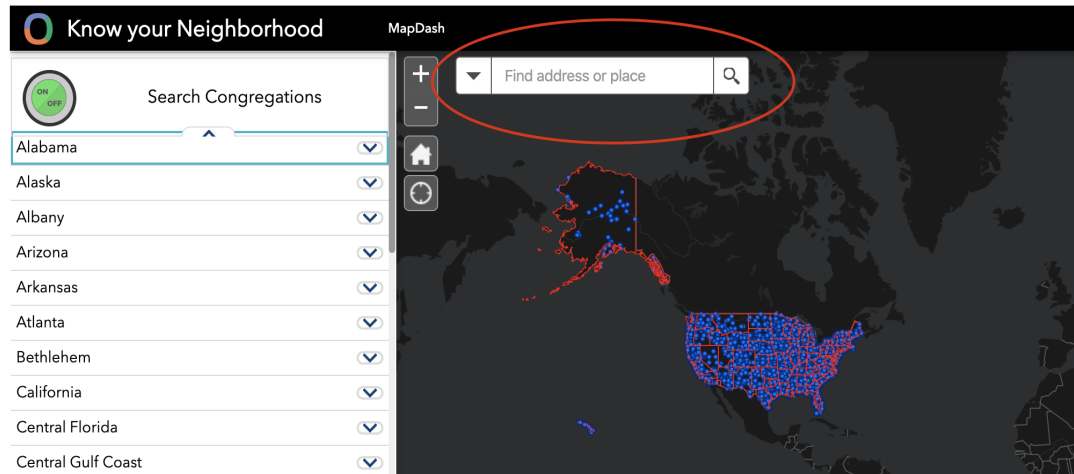 Know your Neighborhood
MapDash
ON
OFF
Search Congregations
Find address or place
Alabama
Alaska
Albany
Arizona
Arkansas
Atlanta
Bethlehem
California
Central Florida
Central Gulf Coast